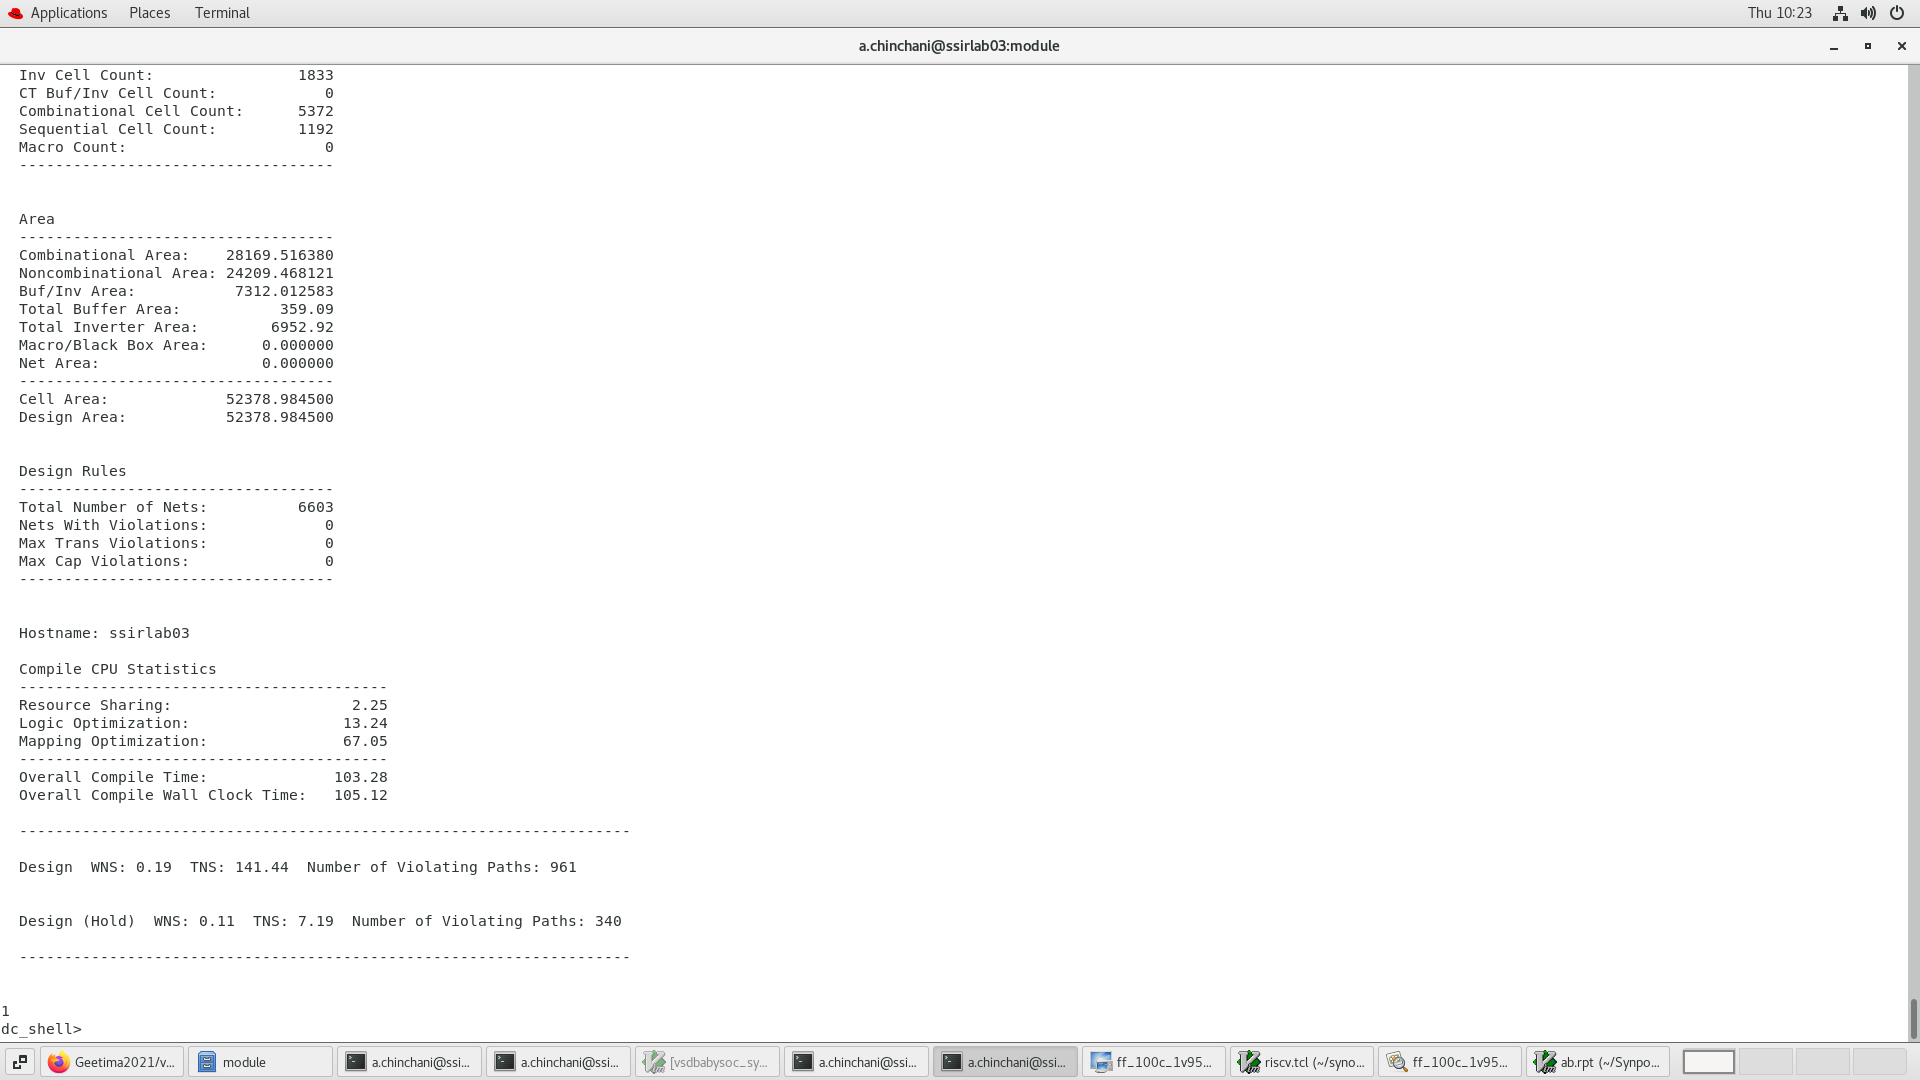 Applications Places Terminal Thu 10:23
a.chinchani@ssirlab03:module
Inv Cell Count: 1833
CT Buf/Inv Cell Count: 0
Combinational Cell Count: 5372
Sequential Cell Count: 1192
Macro Count: 0
-----------------------------------
Area
-----------------------------------
Combinational Area: 28169.516380
Noncombinational Area: 24209.468121
Buf/Inv Area: 7312.012583
Total Buffer Area: 359.09
Total Inverter Area: 6952.92
Macro/Black Box Area: 0.000000
Net Area: 0.000000
-----------------------------------
Cell Area: 52378.984500
Design Area: 52378.984500
Design Rules
-----------------------------------
Total Number of Nets: 6603
Nets With Violations: 0
Max Trans Violations: 0
Max Cap Violations: 0
-----------------------------------
Hostname: ssirlab03
Compile CPU Statistics
-----------------------------------------
Resource Sharing: 2.25
Logic Optimization: 13.24
Mapping Optimization: 67.05
-----------------------------------------
Overall Compile Time: 103.28
Overall Compile Wall Clock Time: 105.12
--------------------------------------------------------------------
Design WNS: 0.19 TNS: 141.44 Number of Violating Paths: 961
Design (Hold) WNS: 0.11 TNS: 7.19 Number of Violating Paths: 340
--------------------------------------------------------------------
1
dc_shell>
Geetima2021/v... module a.chinchani@ssi... a.chinchani@ssi... [vsdbabysoc_sy... a.chinchani@ssi... a.chinchani@ssi... ff_100c_1v95... riscv.tcl (~/syno... ff_100c_1v95... ab.rpt (~/Synpo...